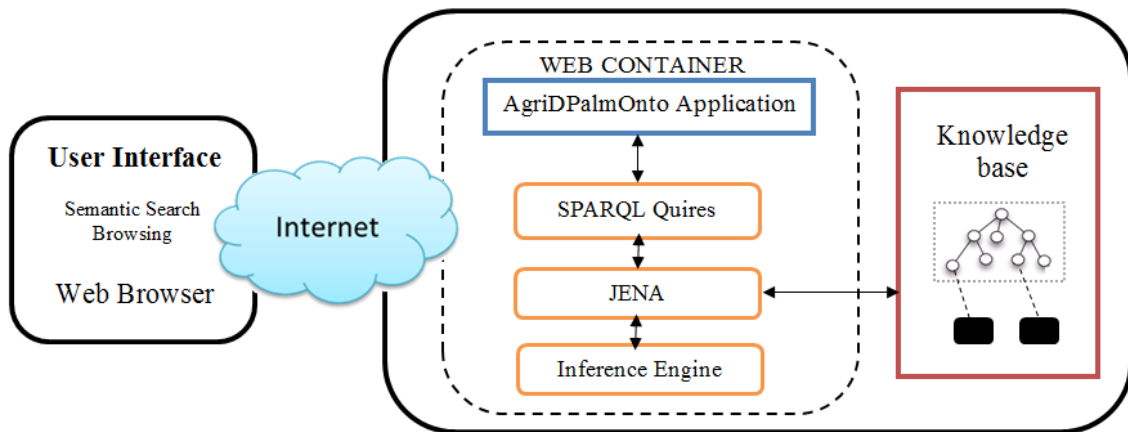 User Interface
Semantic Search
Browsing
Web Browser
Internet
WEB CONTAINER
AgriDPalmOnto Application
SPARQL Quires
JENA
Inference Engine
Knowledge
base